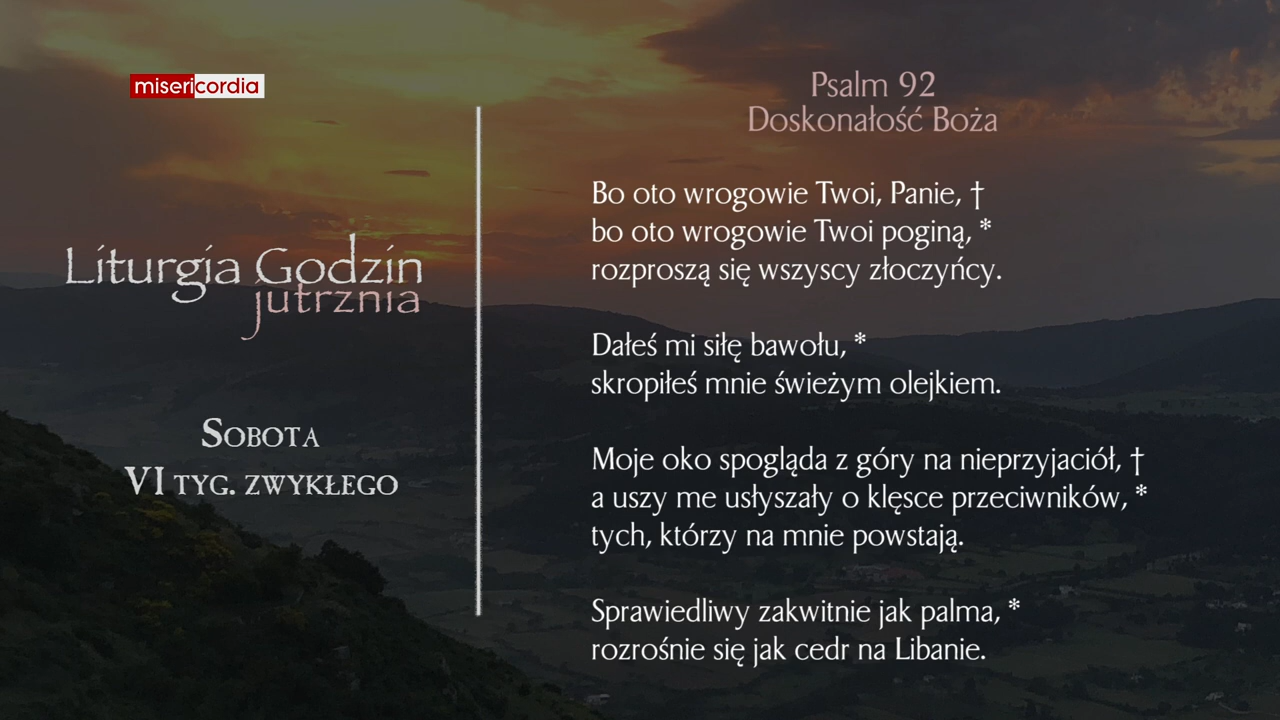 misericordia
Liturgia Godzin
jutrznia
Sobota
VI tyg. zwykłego
Psalm 92
Doskonałość Boża
Bo oto wrogowie Twoi, Panie, †
bo oto wrogowie Twoi poginą, *
rozproszą się wszyscy złoczyńcy.
Dałeś mi siłę bawołu, *
skropiłeś mnie świeżym olejkiem.
Moje oko spogląda z góry na nieprzyjaciół, †
a uszy me usłyszały o klęsce przeciwników, *
tych, którzy na mnie powstają.
Sprawiedliwy zakwitnie jak palma, *
rozrośnie się jak cedr na Libanie.